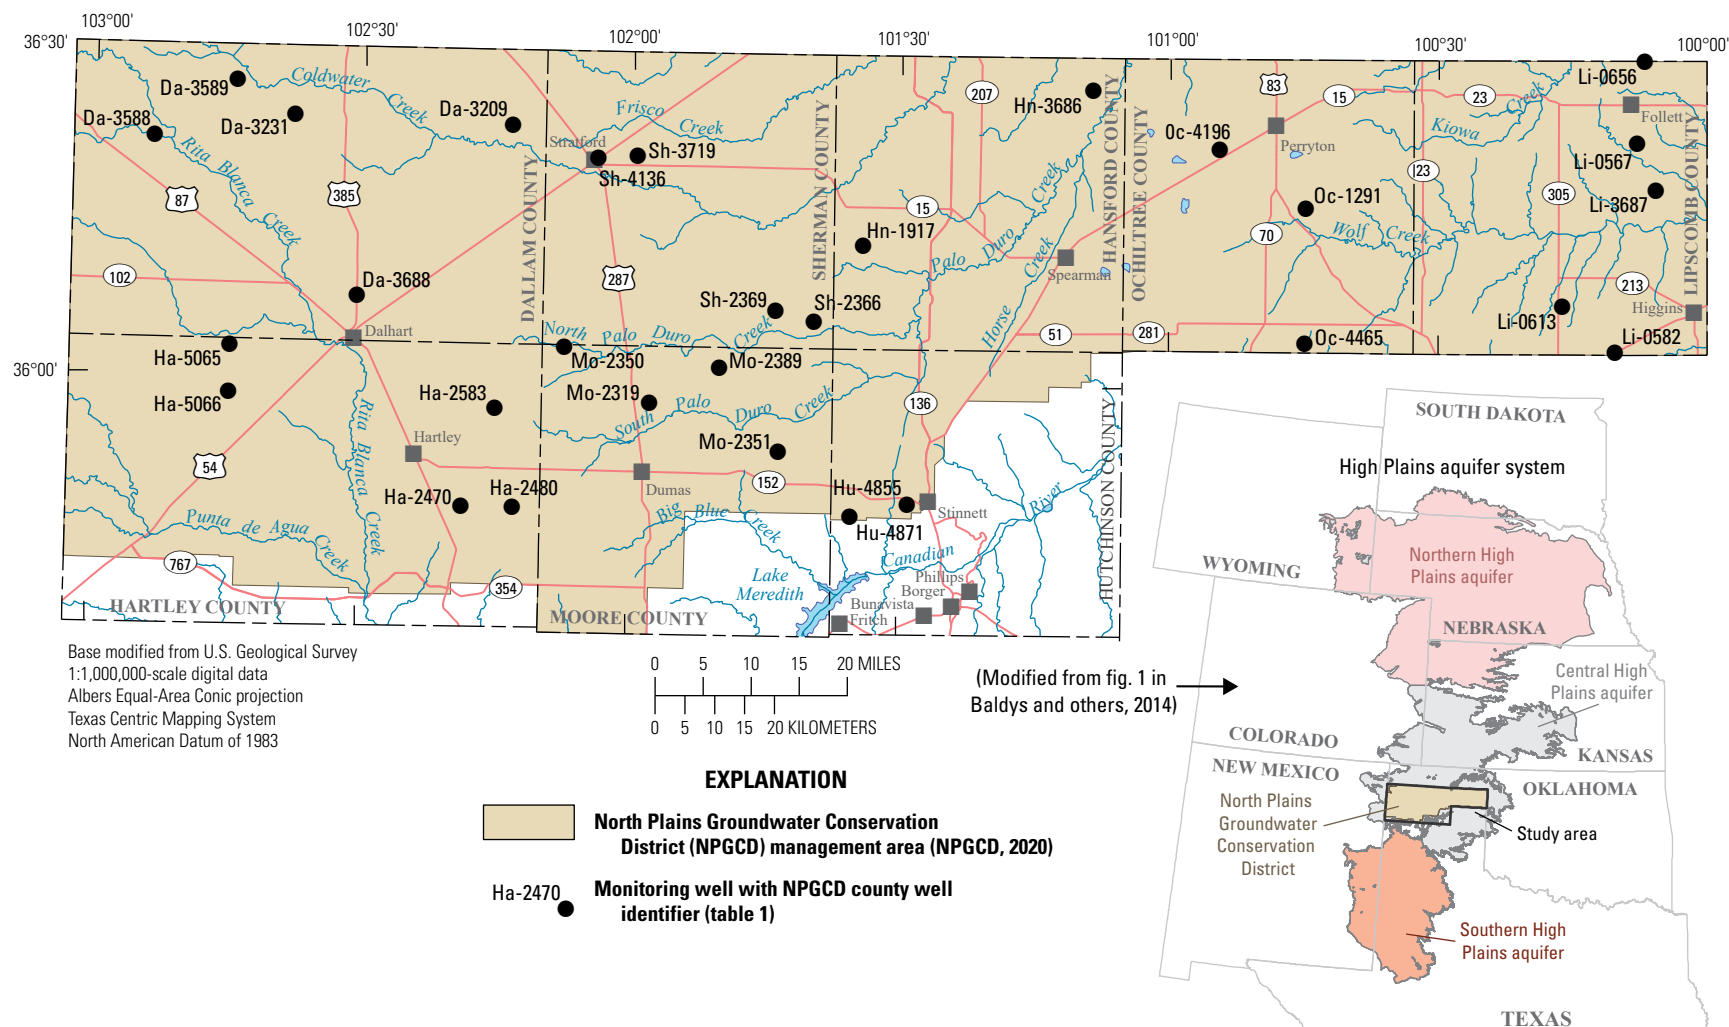 103°00'
102°30'
102°00'
101°30'
101°00'
100°30'
100°00'
36°30'
36°00'
Da-3589
Coldwater
Creek
Da-3588
Da-3231
Da-3209
Frisco
Creek
Stratford
Sh-3719
Sh-4136
207
Hn-3686
83
15
23
Creek
Kiowa
Li-0656
Follett
Oc-4196
Perryton
Li-0567
Rita Blanca
Creek
87
385
DALLAM COUNTY
SHERMAN COUNTY
HANSFORD COUNTY
OCHILTREE COUNTY
LIPSCOMB COUNTY
23
305
Li-3687
15
Hn-1917
Creek
Palo Duro
Oc-1291
Wolf Creek
70
102
Da-3688
287
Spearman
Creek
Horse
213
Higgins
Sh-2369
Sh-2366
Li-0613
Dalhart
North Palo Duro
Creek
51
281
Oc-4465
Li-0582
Ha-5065
Mo-2350
Mo-2389
Ha-5066
Ha-2583
Mo-2319
South Palo Duro Creek
136
Rita Blanca Creek
Hartley
Mo-2351
54
Dumas
152
Ha-2470
Ha-2480
Hu-4855
Stinnett
Hu-4871
Big Blue Creek
Punta de Agua Creek
Canadian
River
HUTCHINSON COUNTY
767
354
Lake
Meredith
Phillips
Borger
Bunavista
Fritch
HARTLEY COUNTY
MOORE COUNTY
Base modified from U.S. Geological Survey
1:1,000,000-scale digital data
Albers Equal-Area Conic projection
Texas Centric Mapping System
North American Datum of 1983
0 5 10 15 20 MILES
0 5 10 15 20 KILOMETERS
(Modified from fig. 1 in
Baldys and others, 2014)
EXPLANATION
North Plains Groundwater Conservation
District (NPGCD) management area (NPGCD, 2020)
Ha-2470
Monitoring well with NPGCD county well
identifier (table 1)
SOUTH DAKOTA
High Plains aquifer system
WYOMING
Northern High
Plains aquifer
NEBRASKA
Central High
Plains aquifer
COLORADO
KANSAS
NEW MEXICO
OKLAHOMA
North Plains
Groundwater
Conservation
District
Study area
Southern High
Plains aquifer
TEXAS